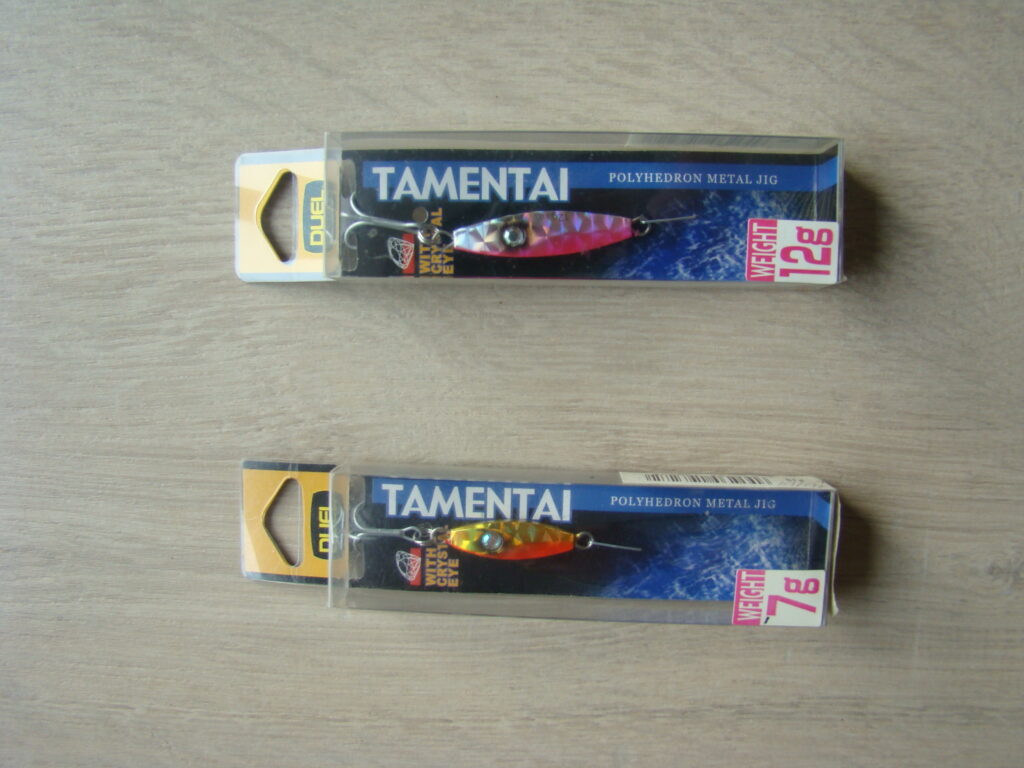 DUEL
TAMENTAI
POLYHEDRON METAL JIG
WITH
CRYSTAL
EYE
WEIGHT
12g
DUEL
TAMENTAI
POLYHEDRON METAL JIG
WITH
CRYSTAL
EYE
WEIGHT
7g